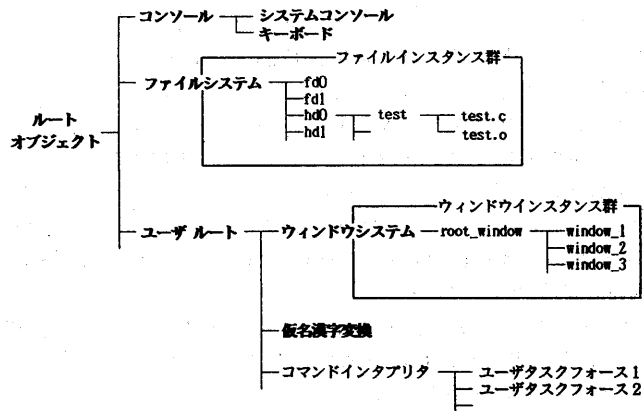 コンソール
システムコンソール
キーボード
ファイルインスタンス群
ファイルシステム
fd0
fd1
hd0
test
test.c
hd1
test.o
ルート
オブジェクト
ウィンドウインスタンス群
ユーザ ルート
ウィンドウシステム
root_window
window_1
window_2
window_3
仮名漢字変換
コマンドインタプリタ
ユーザタスクフォース1
ユーザタスクフォース2